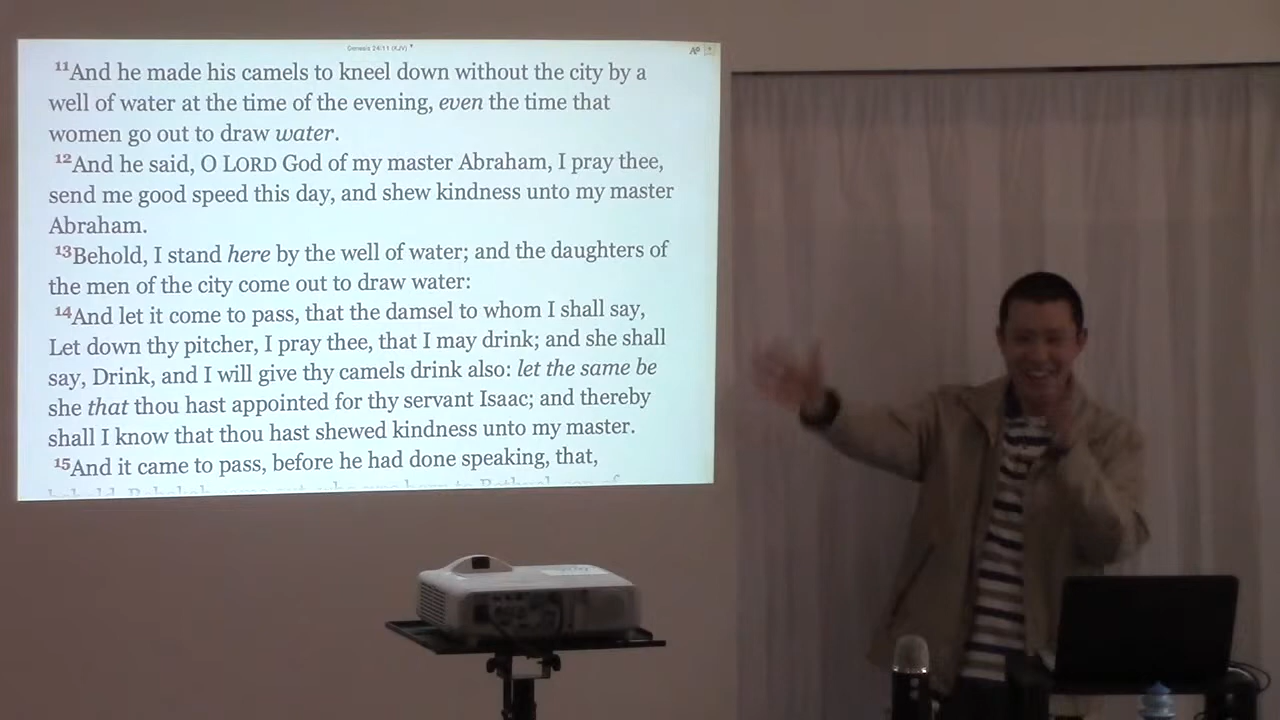 Genesis 24:11 (KJV)
¹¹And he made his camels to kneel down without the city by a
well of water at the time of the evening, even the time that
women go out to draw water.
¹²And he said, O LORD God of my master Abraham, I pray thee,
send me good speed this day, and shew kindness unto my master
Abraham.
¹³Behold, I stand here by the well of water; and the daughters of
the men of the city come out to draw water:
¹⁴And let it come to pass, that the damsel to whom I shall say,
Let down thy pitcher, I pray thee, that I may drink; and she shall
say, Drink, and I will give thy camels drink also: let the same be
she that thou hast appointed for thy servant Isaac; and thereby
shall I know that thou hast shewed kindness unto my master.
¹⁵And it came to pass, before he had done speaking, that,